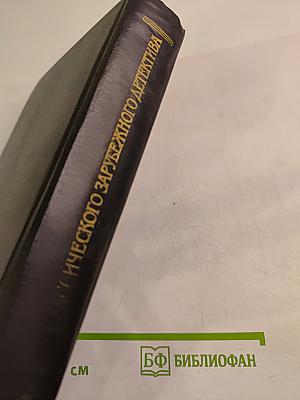 ИЧЕСКОГО ЗАРУБЕЖНОГО ДЕТЕКТИВА
см
БФ БИБЛИОФАН